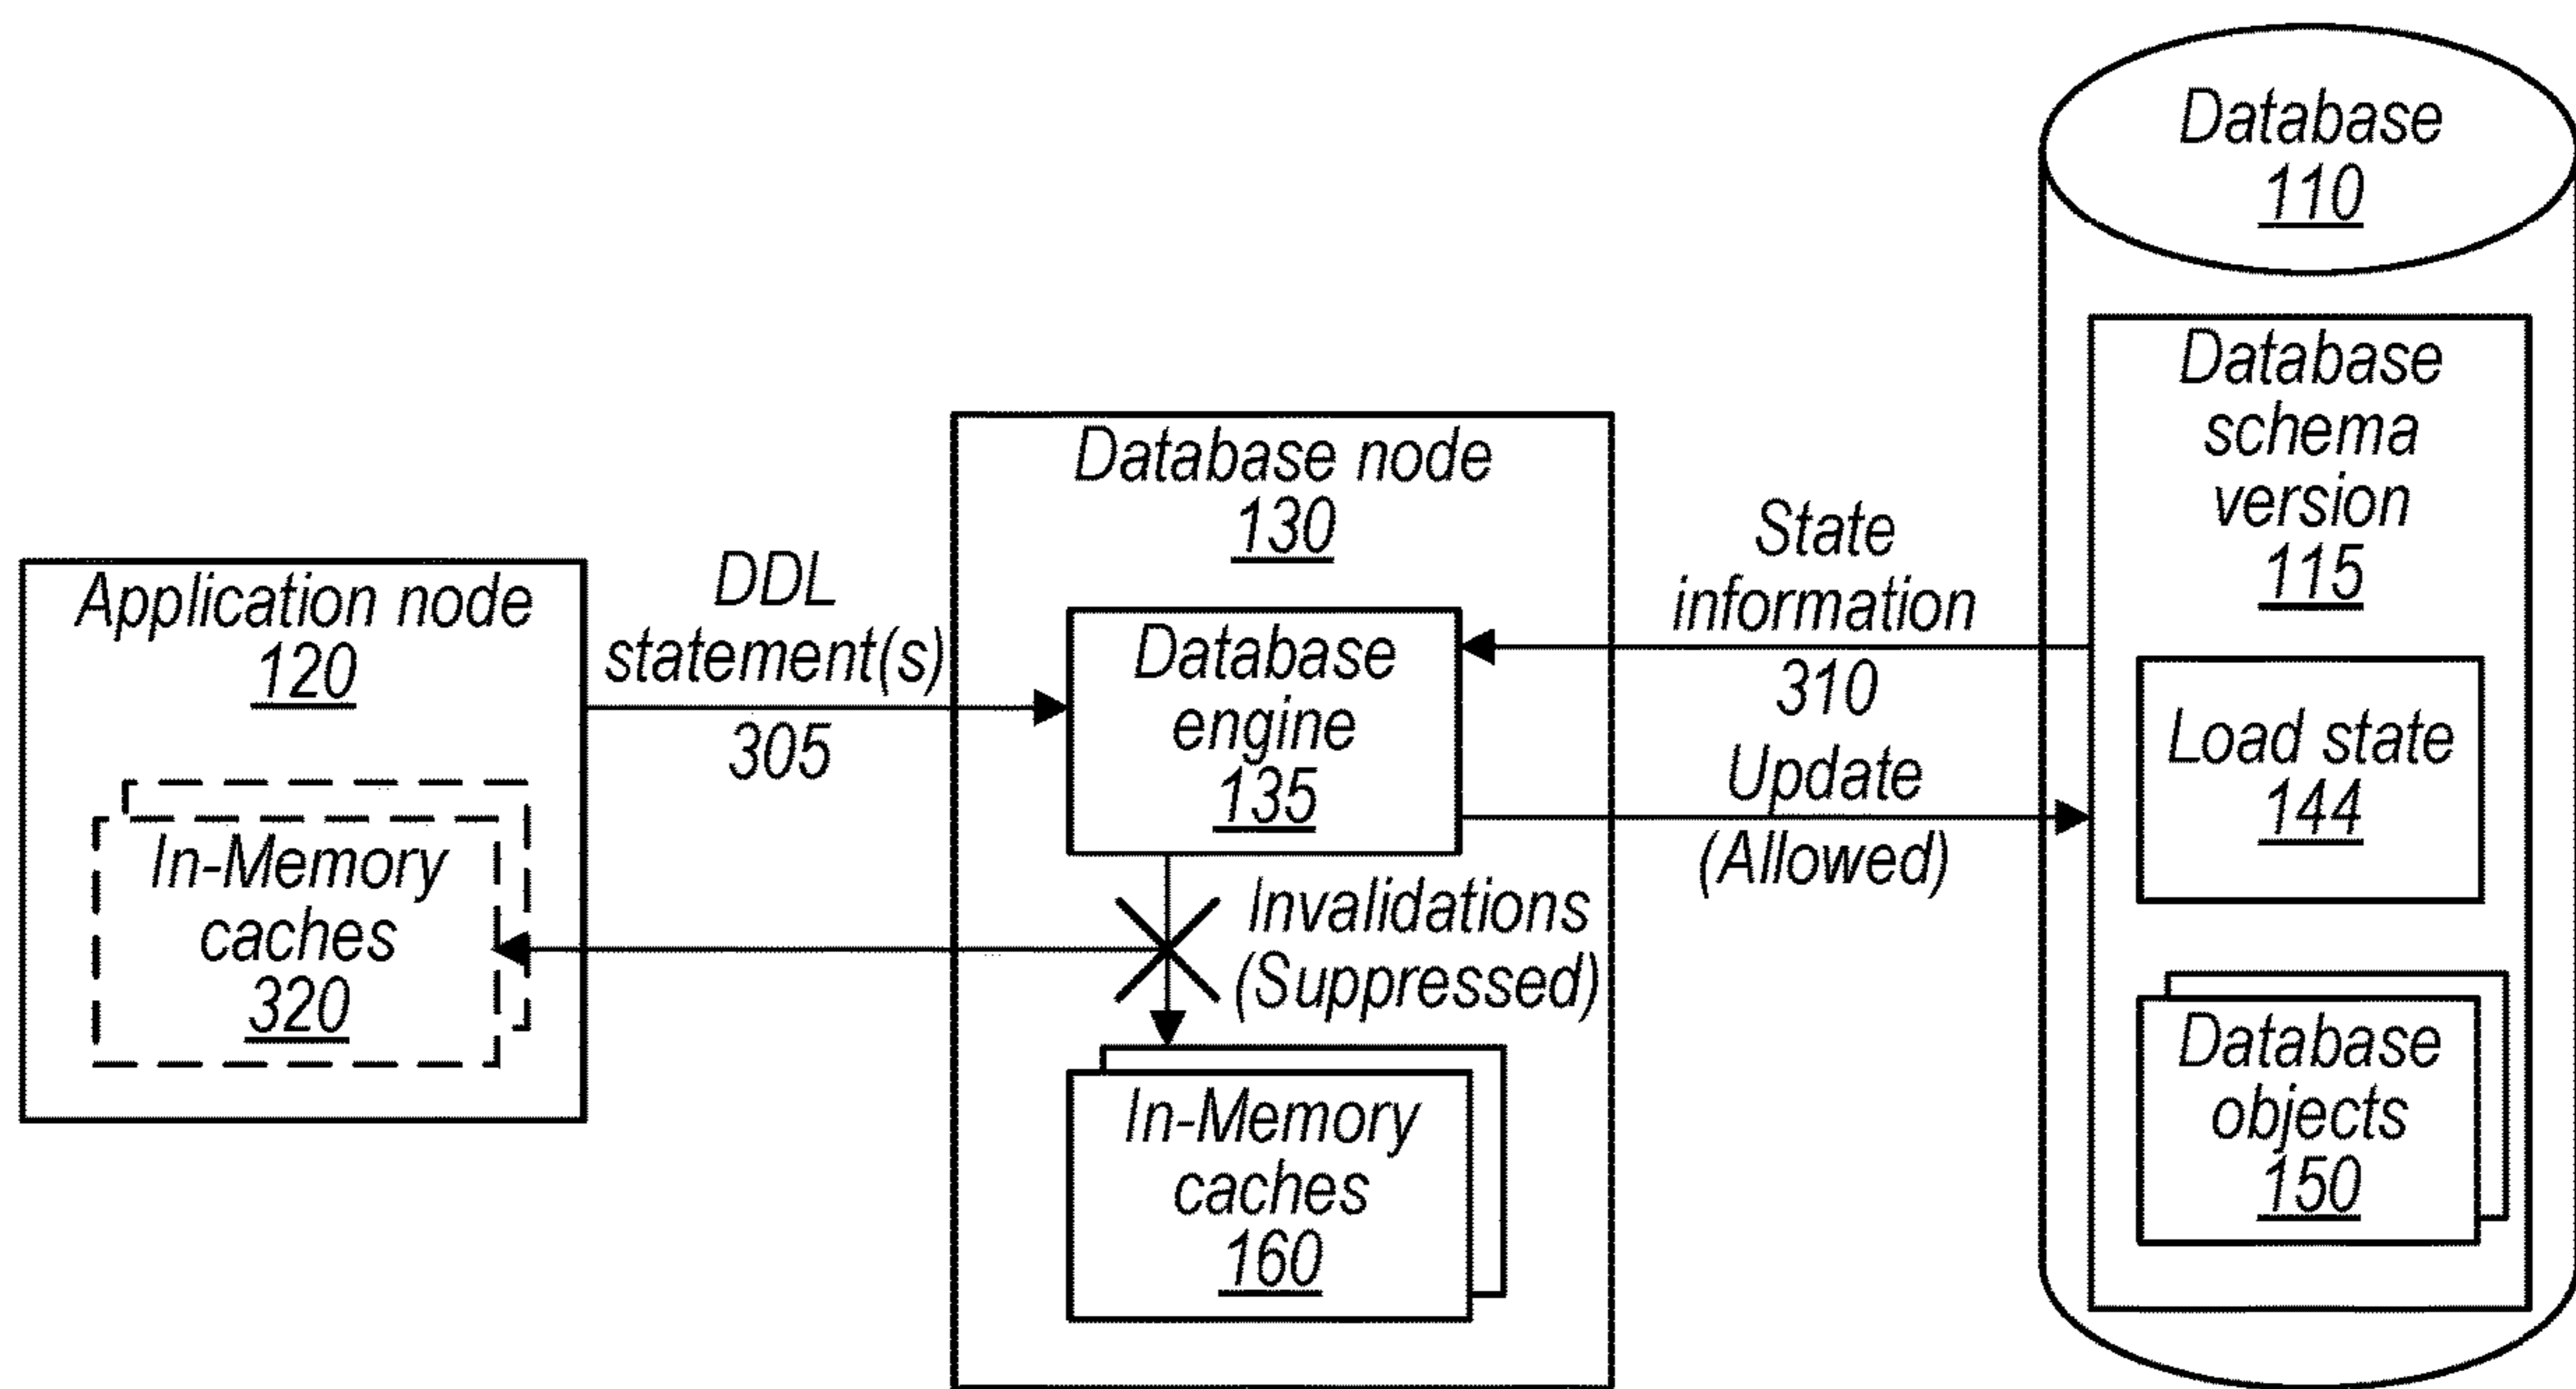 Database
110
Database
schema
version
115
Load state
144
Database
objects
150
Database node
130
Database
engine
135
Invalidations
(Suppressed)
In-Memory
caches
160
State
information
310
Update
(Allowed)
DDL
statement(s)
305
Application node
120
In-Memory
caches
320